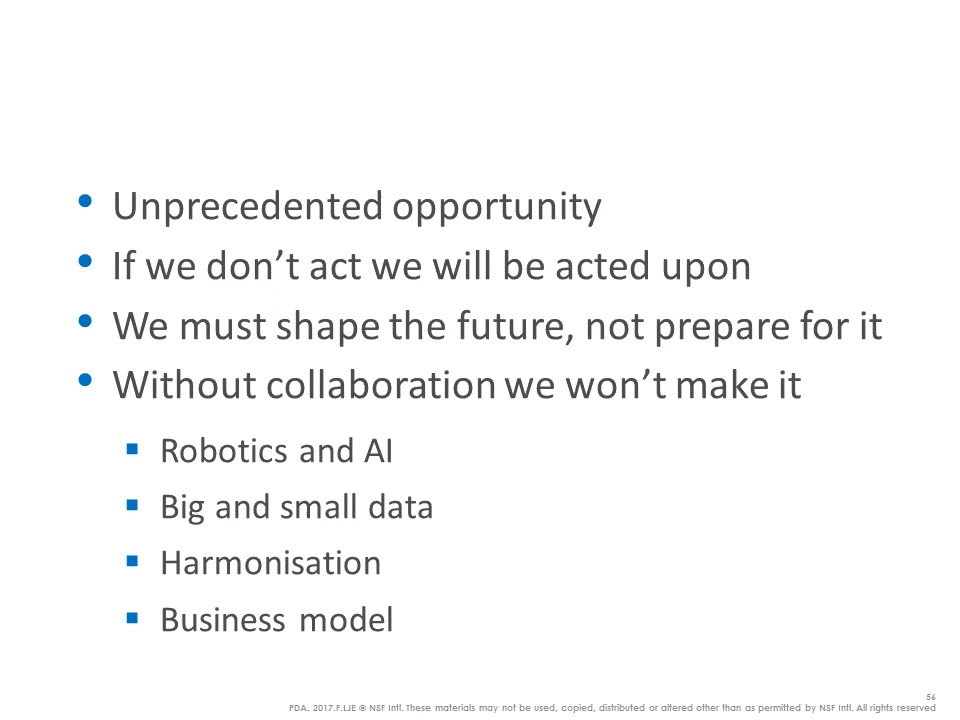 • Unprecedented opportunity
• If we don’t act we will be acted upon
• We must shape the future, not prepare for it
• Without collaboration we won’t make it
▪ Robotics and AI
▪ Big and small data
▪ Harmonisation
▪ Business model
56
PDA. 2017.F.LJE ® NSF Intl. These materials may not be used, copied, distributed or altered other than as permitted by NSF Intl. All rights reserved